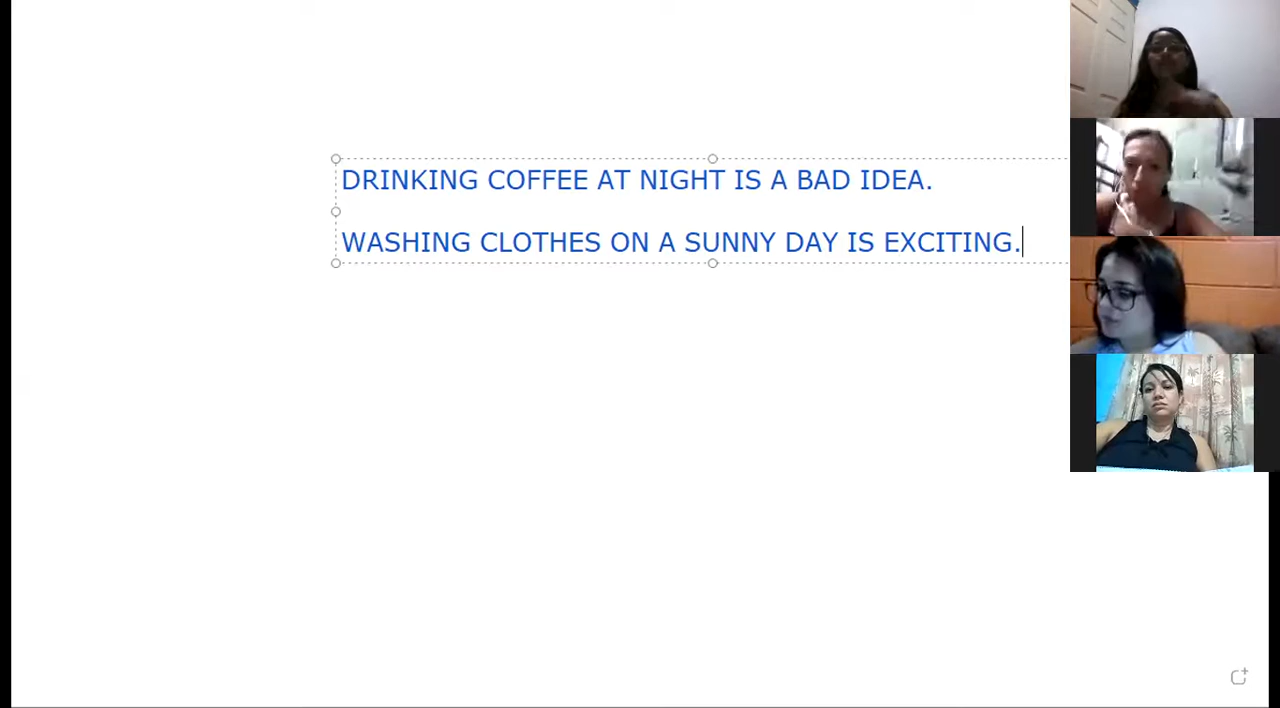 DRINKING COFFEE AT NIGHT IS A BAD IDEA.
WASHING CLOTHES ON A SUNNY DAY IS EXCITING.